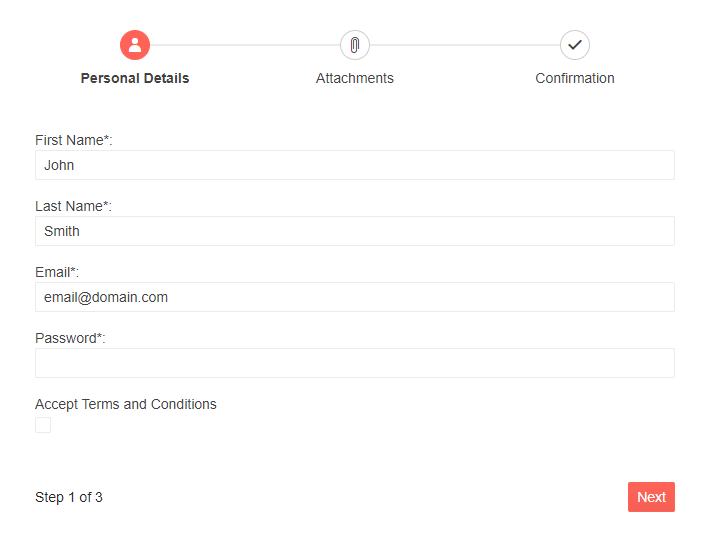 Personal Details Attachments Confirmation
First Name*:
John
Last Name*:
Smith
Email*:
email@domain.com
Password*:
Accept Terms and Conditions
Step 1 of 3 Next